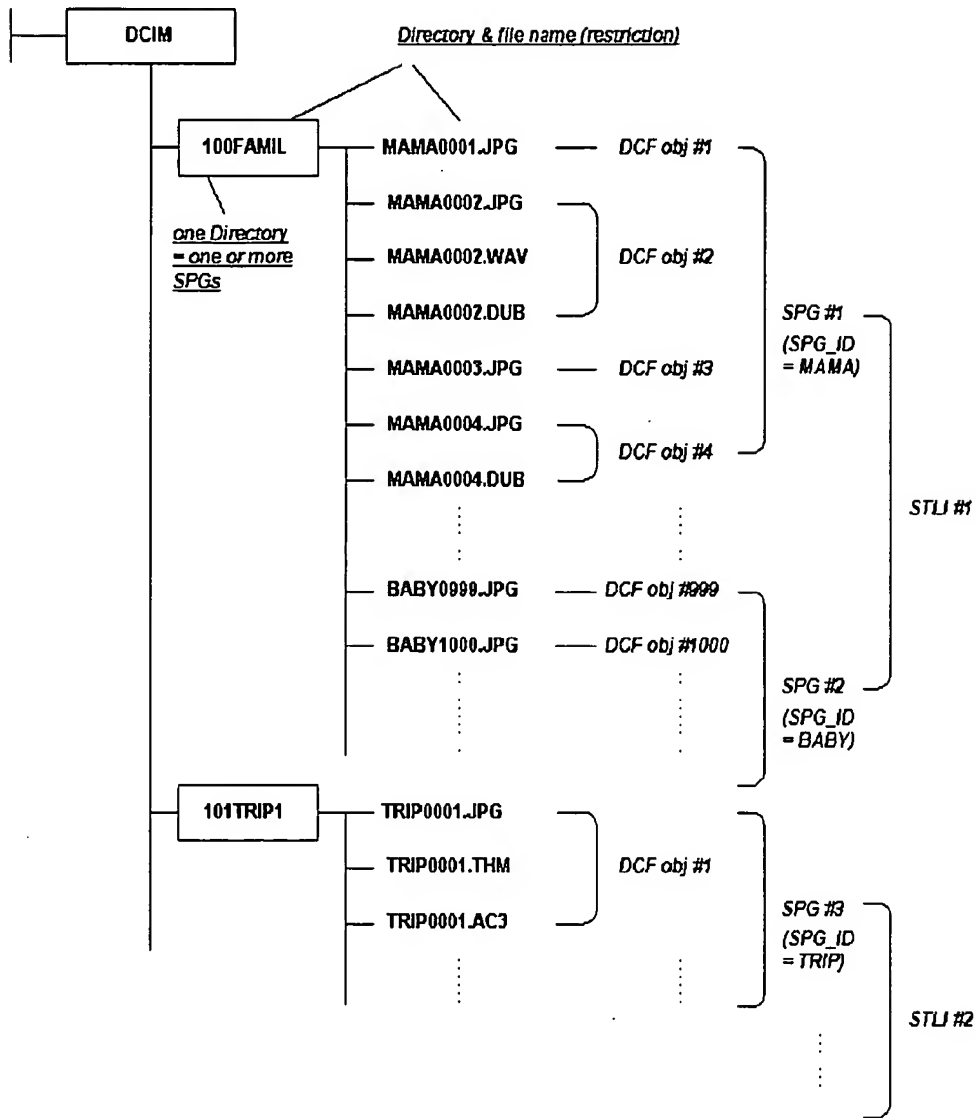 DCIM
Directory & file name (restriction)
100FAMIL
one Directory
= one or more
SPGs
MAMA0001.JPG
DCF obj #1
MAMA0002.JPG
MAMA0002.WAV
DCF obj #2
MAMA0002.DUB
MAMA0003.JPG
DCF obj #3
MAMA0004.JPG
DCF obj #4
MAMA0004.DUB
SPG #1
(SPG_ID
= MAMA)
STLI #1
BABY0999.JPG
DCF obj #999
BABY1000.JPG
DCF obj #1000
SPG #2
(SPG_ID
= BABY)
101TRIP1
TRIP0001.JPG
TRIP0001.THM
DCF obj #1
TRIP0001.AC3
SPG #3
(SPG_ID
= TRIP)
STLI #2